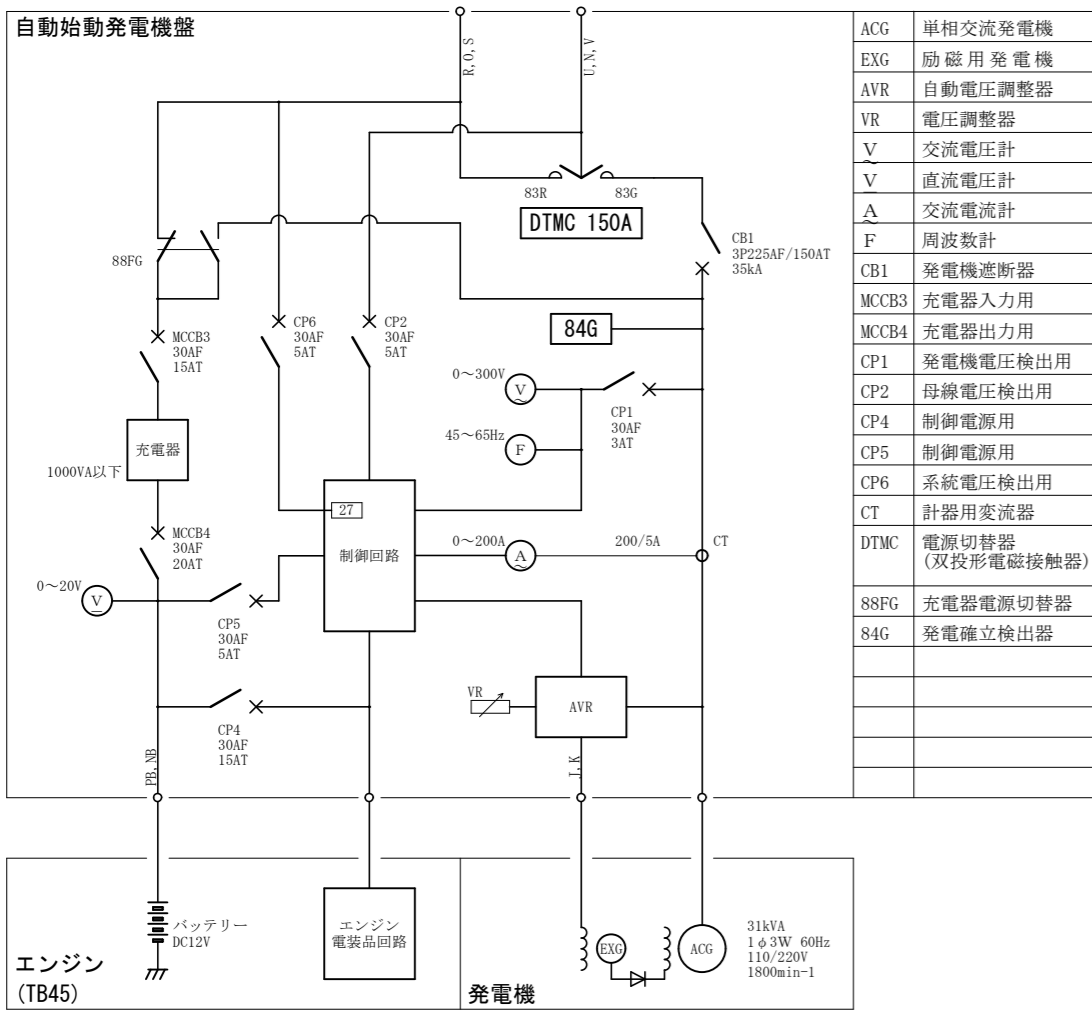 自動始動発電機盤
R,O,S
U,N,V
83R
83G
DTMC 150A
88FG
CB1
3P225AF/150AT
35kA
MCCB3
30AF
15AT
CP6
30AF
5AT
CP2
30AF
5AT
84G
0～300V
V
CP1
30AF
3AT
45～65Hz
F
充電器
1000VA以下
27
制御回路
0～200A
A
200/5A
CT
MCCB4
30AF
20AT
0～20V
V
CP5
30AF
5AT
VR
AVR
CP4
30AF
15AT
PB,NB
J,K
バッテリー
DC12V
エンジン
電装品回路
エンジン
(TB45)
EXG
ACG
31kVA
1φ3W 60Hz
110/220V
1800min-1
発電機
ACG 単相交流発電機
EXG 励磁用発電機
AVR 自動電圧調整器
VR 電圧調整器
V 交流電圧計
V 直流電圧計
A 交流電流計
F 周波数計
CB1 発電機遮断器
MCCB3 充電器入力用
MCCB4 充電器出力用
CP1 発電機電圧検出用
CP2 母線電圧検出用
CP4 制御電源用
CP5 制御電源用
CP6 系統電圧検出用
CT 計器用変流器
DTMC 電源切替器
(双投形電磁接触器)
88FG 充電器電源切替器
84G 発電確立検出器